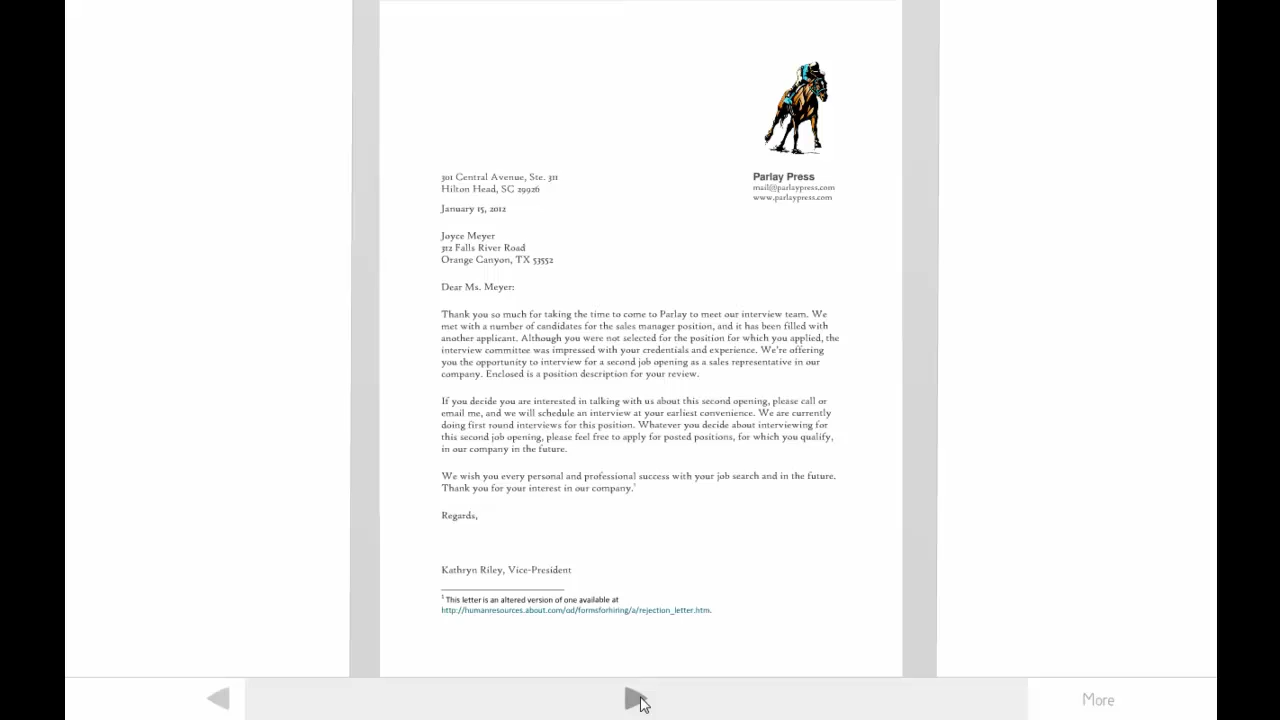 301 Central Avenue, Ste. 311
Hilton Head, SC 29926
Parlay Press
mail@parlaypress.com
www.parlaypress.com
January 15, 2012
Joyce Meyer
312 Falls River Road
Orange Canyon, TX 53552
Dear Ms. Meyer:
Thank you so much for taking the time to come to Parlay to meet our interview team. We
met with a number of candidates for the sales manager position, and it has been filled with
another applicant. Although you were not selected for the position for which you applied, the
interview committee was impressed with your credentials and experience. We're offering
you the opportunity to interview for a second job opening as a sales representative in our
company. Enclosed is a position description for your review.
If you decide you are interested in talking with us about this second opening, please call or
email me, and we will schedule an interview at your earliest convenience. We are currently
doing first round interviews for this position. Whatever you decide about interviewing for
this second job opening, please feel free to apply for posted positions, for which you qualify,
in our company in the future.
We wish you every personal and professional success with your job search and in the future.
Thank you for your interest in our company.¹
Regards,
Kathryn Riley, Vice-President
¹ This letter is an altered version of one available at
http://humanresources.about.com/od/formsforhiring/a/rejection_letter.htm.
More